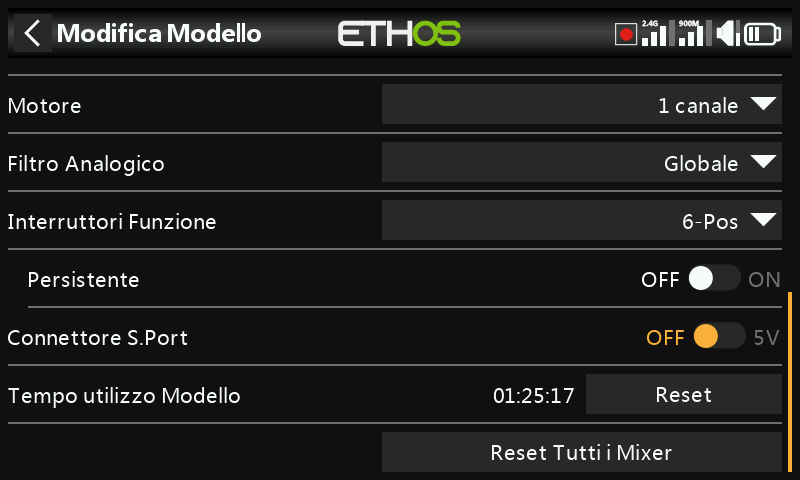 Modifica Modello ETHOS 2.4G 900M
Motore 1 canale
Filtro Analogico Globale
Interruttori Funzione 6-Pos
Persistente OFF ON
Connettore S.Port OFF 5V
Tempo utilizzo Modello 01:25:17 Reset
Reset Tutti i Mixer